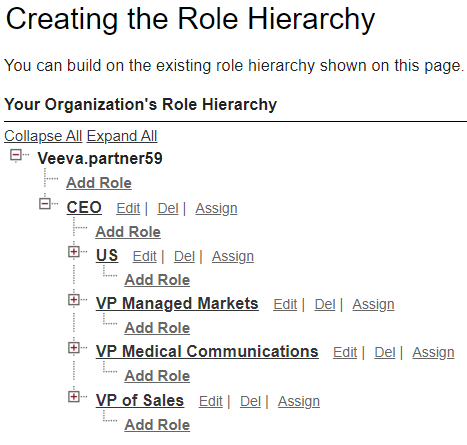 Creating the Role Hierarchy
You can build on the existing role hierarchy shown on this page.
Your Organization's Role Hierarchy
Collapse All Expand All
Veeva.partner59
Add Role
CEO Edit | Del | Assign
Add Role
US Edit | Del | Assign
Add Role
VP Managed Markets Edit | Del | Assign
Add Role
VP Medical Communications Edit | Del | Assign
Add Role
VP of Sales Edit | Del | Assign
Add Role